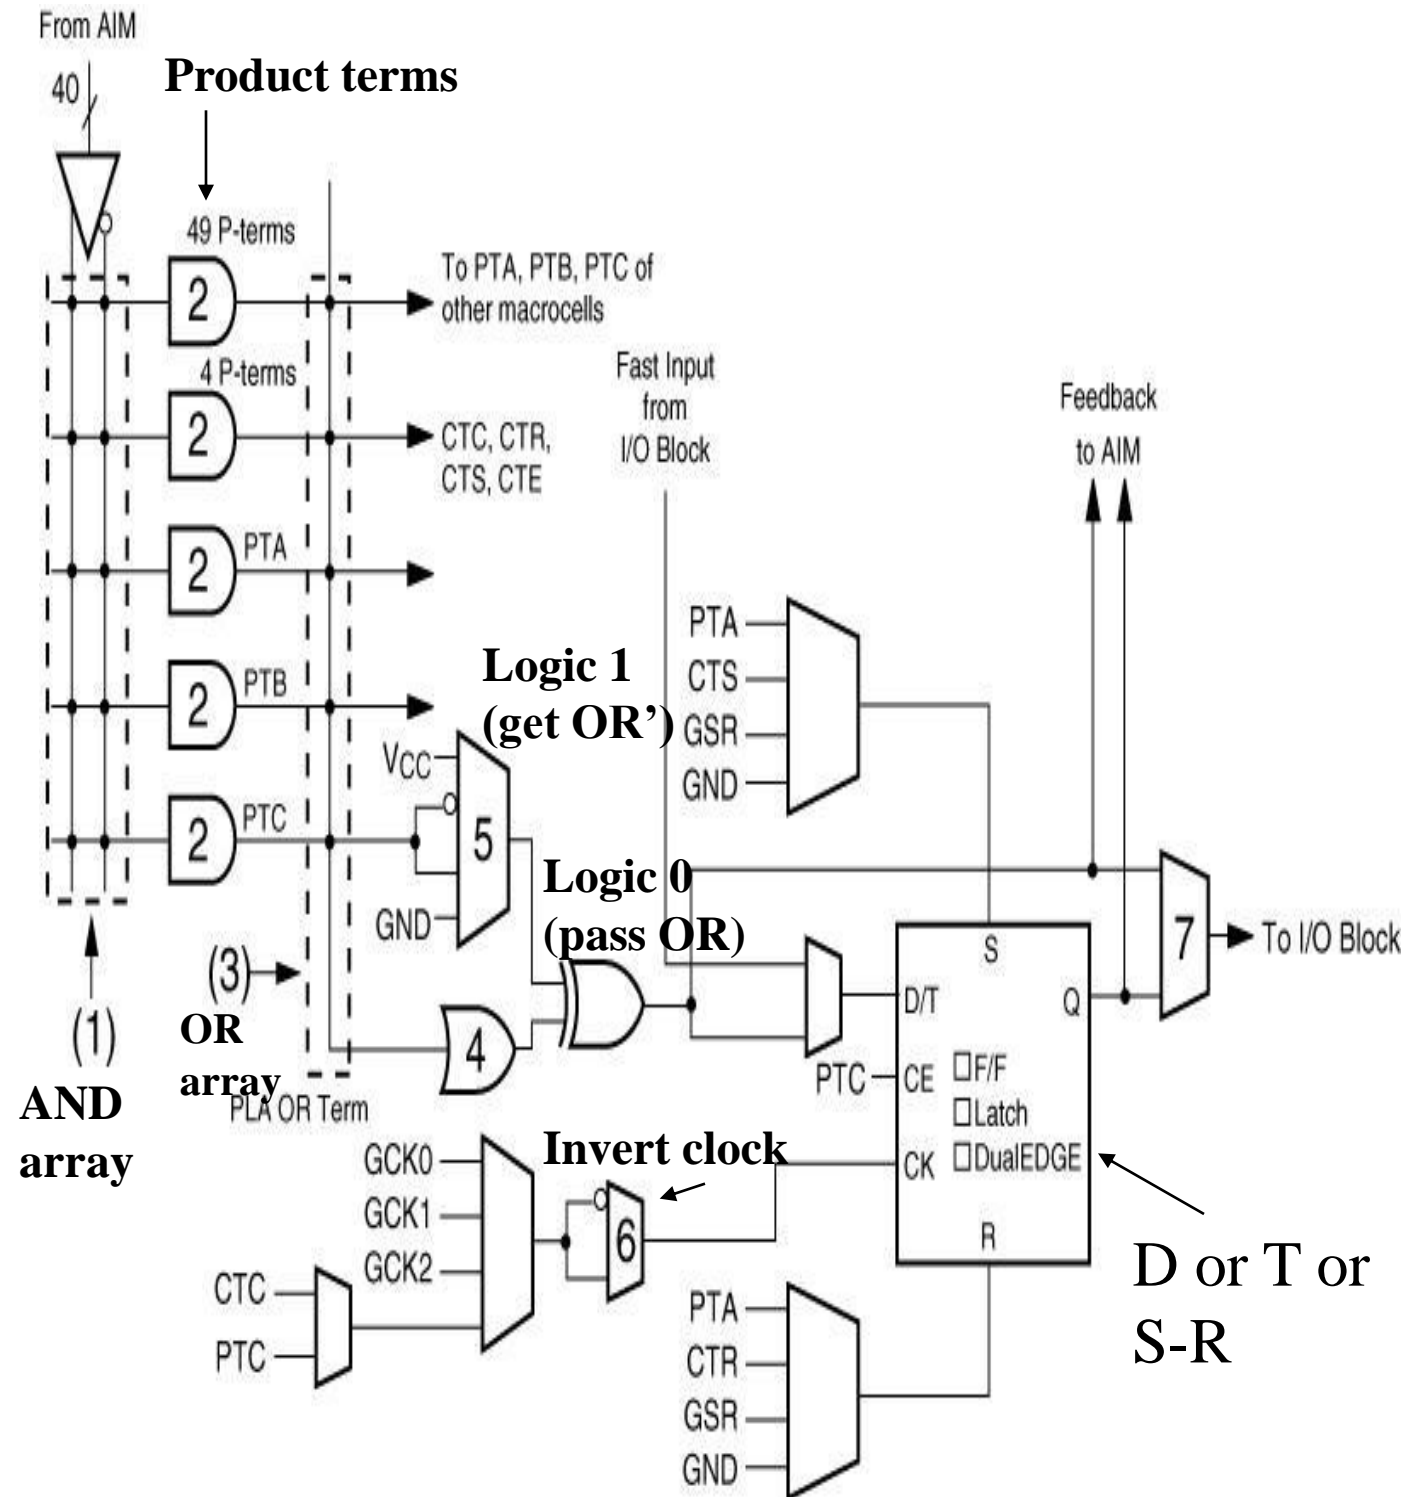 From AIM
40
Product terms
49 P-terms
2
To PTA, PTB, PTC of
other macrocells
4 P-terms
2
CTC, CTR,
CTS, CTE
Fast Input
from
I/O Block
Feedback
to AIM
2
PTA
2
PTB
2
PTC
Logic 1
(get OR’)
VCC
5
GND
Logic 0
(pass OR)
PTA
CTS
GSR
GND
(1)
AND
array
(3)
OR
array
PLA OR Term
4
7
To I/O Block
S
D/T
Q
PTC
CE
F/F
Latch
DualEDGE
CK
R
Invert clock
GCK0
GCK1
GCK2
6
CTC
PTC
PTA
CTR
GSR
GND
D or T or
S-R